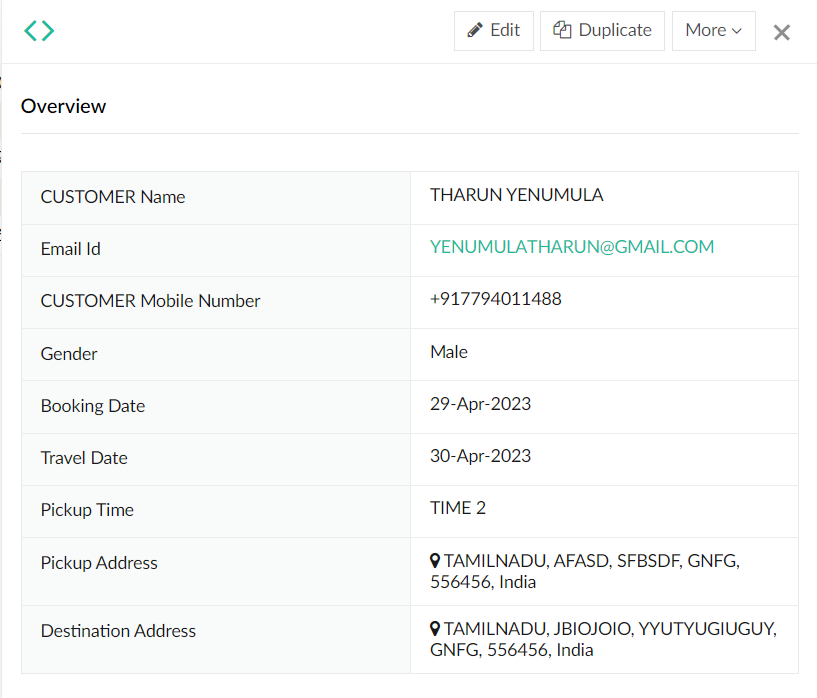 Edit Duplicate More
Overview
CUSTOMER Name THARUN YENUMULA
Email Id YENUMULATHARUN@GMAIL.COM
CUSTOMER Mobile Number +917794011488
Gender Male
Booking Date 29-Apr-2023
Travel Date 30-Apr-2023
Pickup Time TIME 2
Pickup Address TAMILNADU, AFASD, SFBSDF, GNFG,
556456, India
Destination Address TAMILNADU, JBIOJOIO, YYUTYUGIUGUY,
GNFG, 556456, India